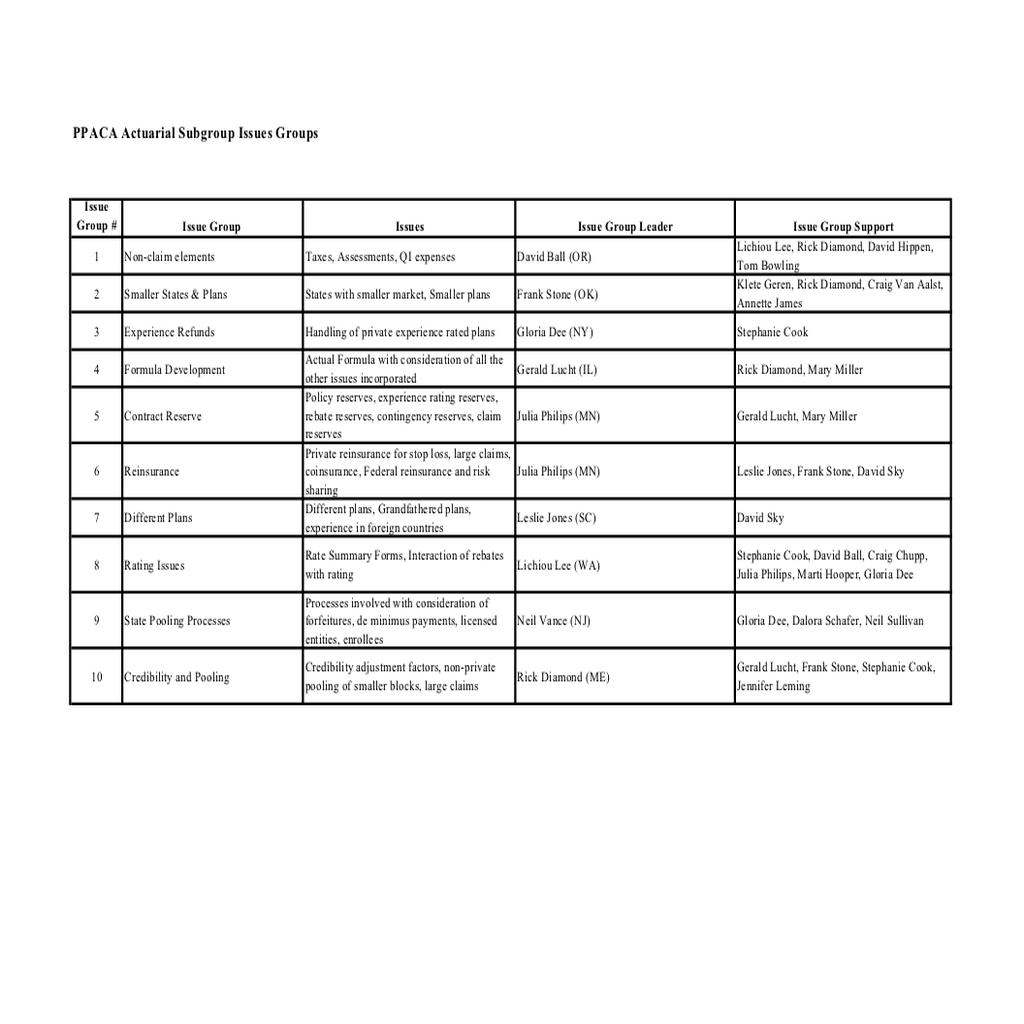 PPACA Actuarial Subgroup Issues Groups
Issue
Group #
Issue Group
Issues
Issue Group Leader
Issue Group Support
1
Non-claim elements
Taxes, Assessments, QI expenses
David Ball (OR)
Lichiou Lee, Rick Diamond, David Hippen,
Tom Bowling
2
Smaller States & Plans
States with smaller market, Smaller plans
Frank Stone (OK)
Klete Geren, Rick Diamond, Craig Van Aalst,
Annette James
3
Experience Refunds
Handling of private experience rated plans
Gloria Dee (NY)
Stephanie Cook
4
Formula Development
Actual Formula with consideration of all the
other issues incorporated
Gerald Lucht (IL)
Rick Diamond, Mary Miller
5
Contract Reserve
Policy reserves, experience rating reserves,
rebate reserves, contingency reserves, claim
reserves
Julia Philips (MN)
Gerald Lucht, Mary Miller
6
Reinsurance
Private reinsurance for stop loss, large claims,
coinsurance, Federal reinsurance and risk
sharing
Julia Philips (MN)
Leslie Jones, Frank Stone, David Sky
7
Different Plans
Different plans, Grandfathered plans,
experience in foreign countries
Leslie Jones (SC)
David Sky
8
Rating Issues
Rate Summary Forms, Interaction of rebates
with rating
Lichiou Lee (WA)
Stephanie Cook, David Ball, Craig Chupp,
Julia Philips, Marti Hooper, Gloria Dee
9
State Pooling Processes
Processes involved with consideration of
forfeitures, de minimus payments, licensed
entities, enrollees
Neil Vance (NJ)
Gloria Dee, Dalora Schafer, Neil Sullivan
10
Credibility and Pooling
Credibility adjustment factors, non-private
pooling of smaller blocks, large claims
Rick Diamond (ME)
Gerald Lucht, Frank Stone, Stephanie Cook,
Jennifer Leming